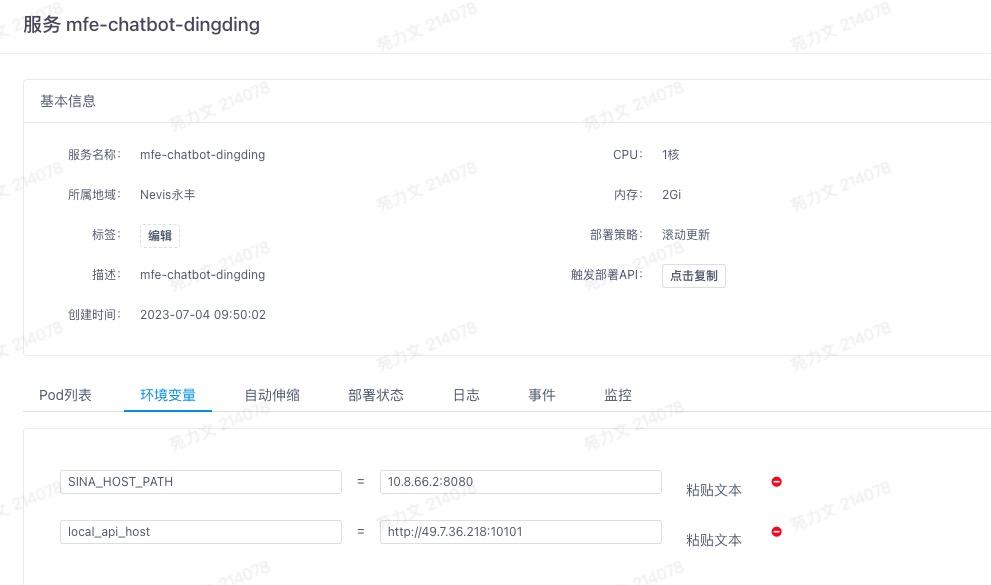 服务 mfe-chatbot-dingding
基本信息
服务名称： mfe-chatbot-dingding CPU： 1核
所属地域： Nevis永丰 内存： 2Gi
标签： 编辑 部署策略： 滚动更新
描述： mfe-chatbot-dingding 触发部署API： 点击复制
创建时间： 2023-07-04 09:50:02
Pod列表 环境变量 自动伸缩 部署状态 日志 事件 监控
SINA_HOST_PATH = 10.8.66.2:8080 粘贴文本
local_api_host = http://49.7.36.218:10101 粘贴文本
苑力文 214078